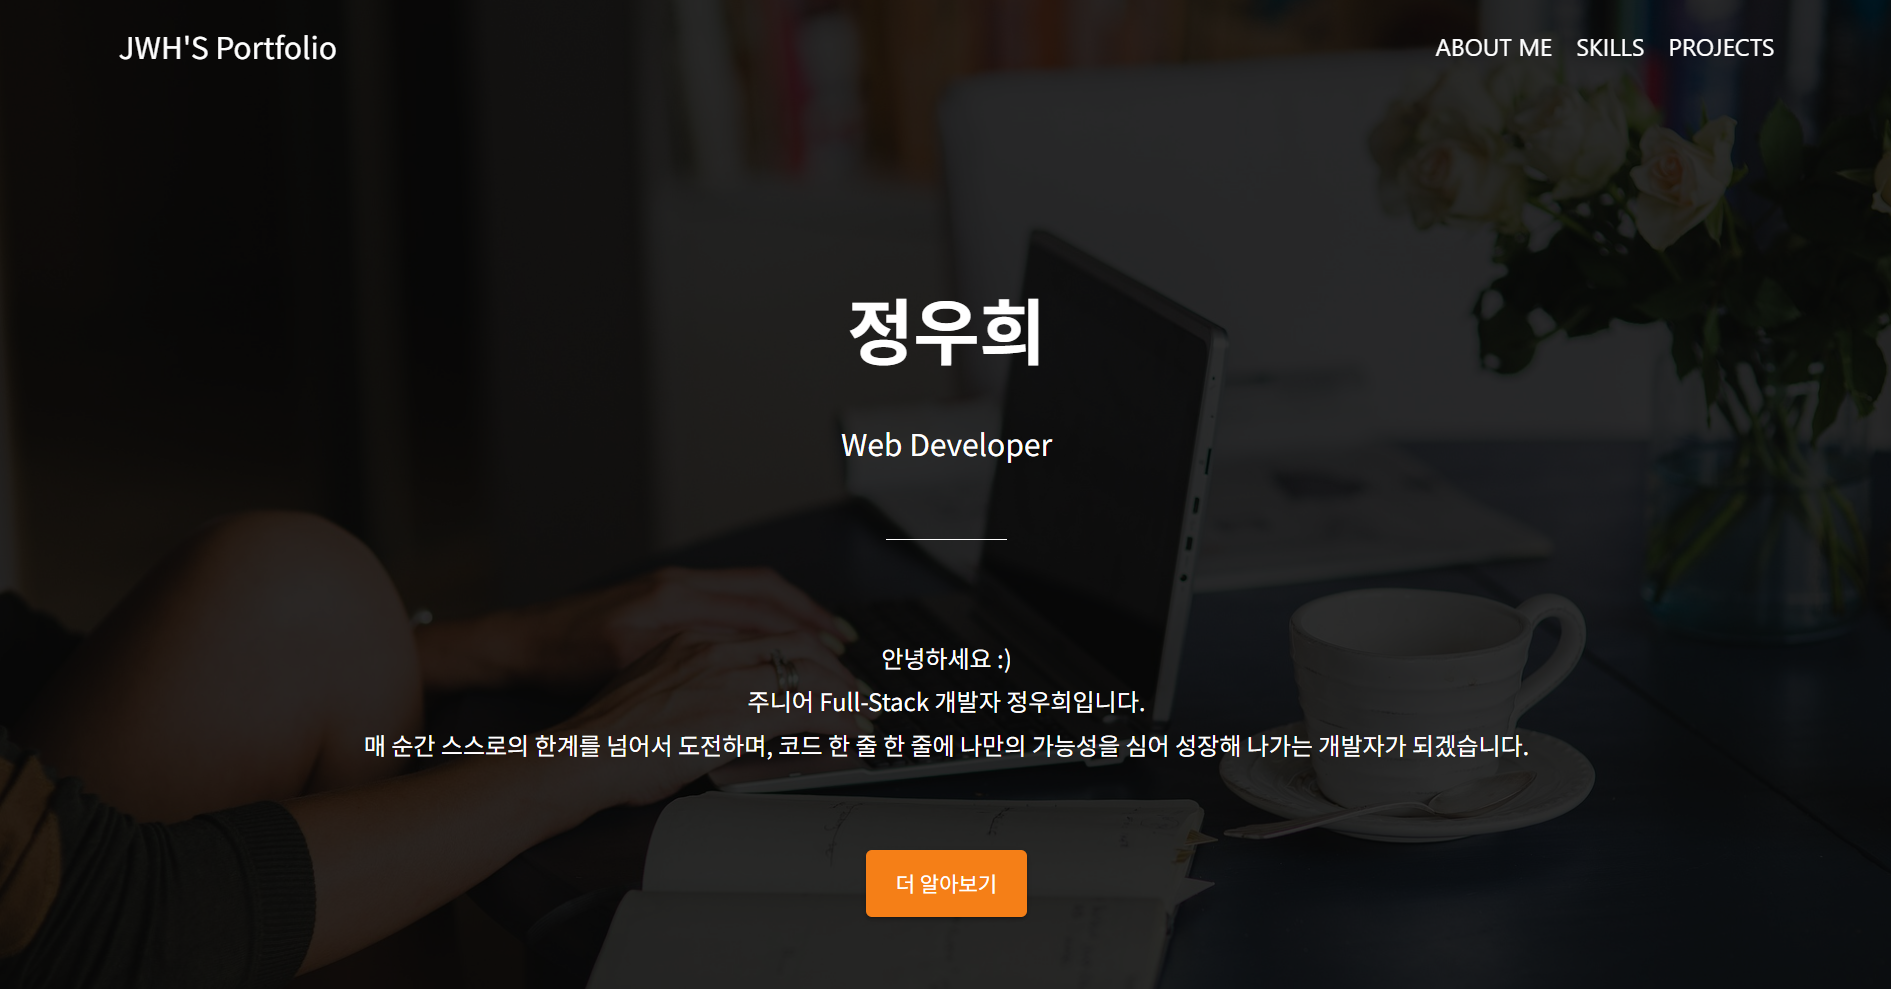 JWH'S Portfolio
ABOUT ME SKILLS PROJECTS
정우희
Web Developer
안녕하세요 :)
주니어 Full-Stack 개발자 정우희입니다.
매 순간 스스로의 한계를 넘어서 도전하며, 코드 한 줄 한 줄에 나만의 가능성을 심어 성장해 나가는 개발자가 되겠습니다.
더 알아보기